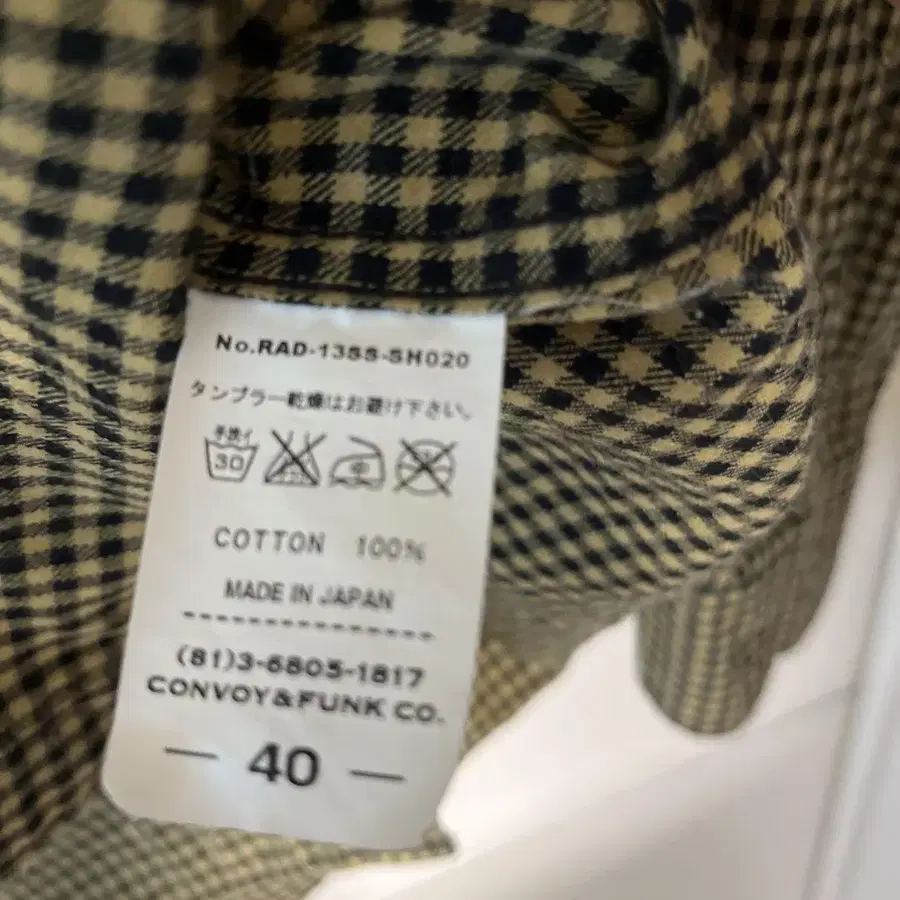 No.RAD-13SS-SH020
タンブラー乾燥はお避け下さい。
手洗イ
30
COTTON 100%
MADE IN JAPAN
(81)3-6805-1817
CONVOY&FUNK CO.
— 40 —